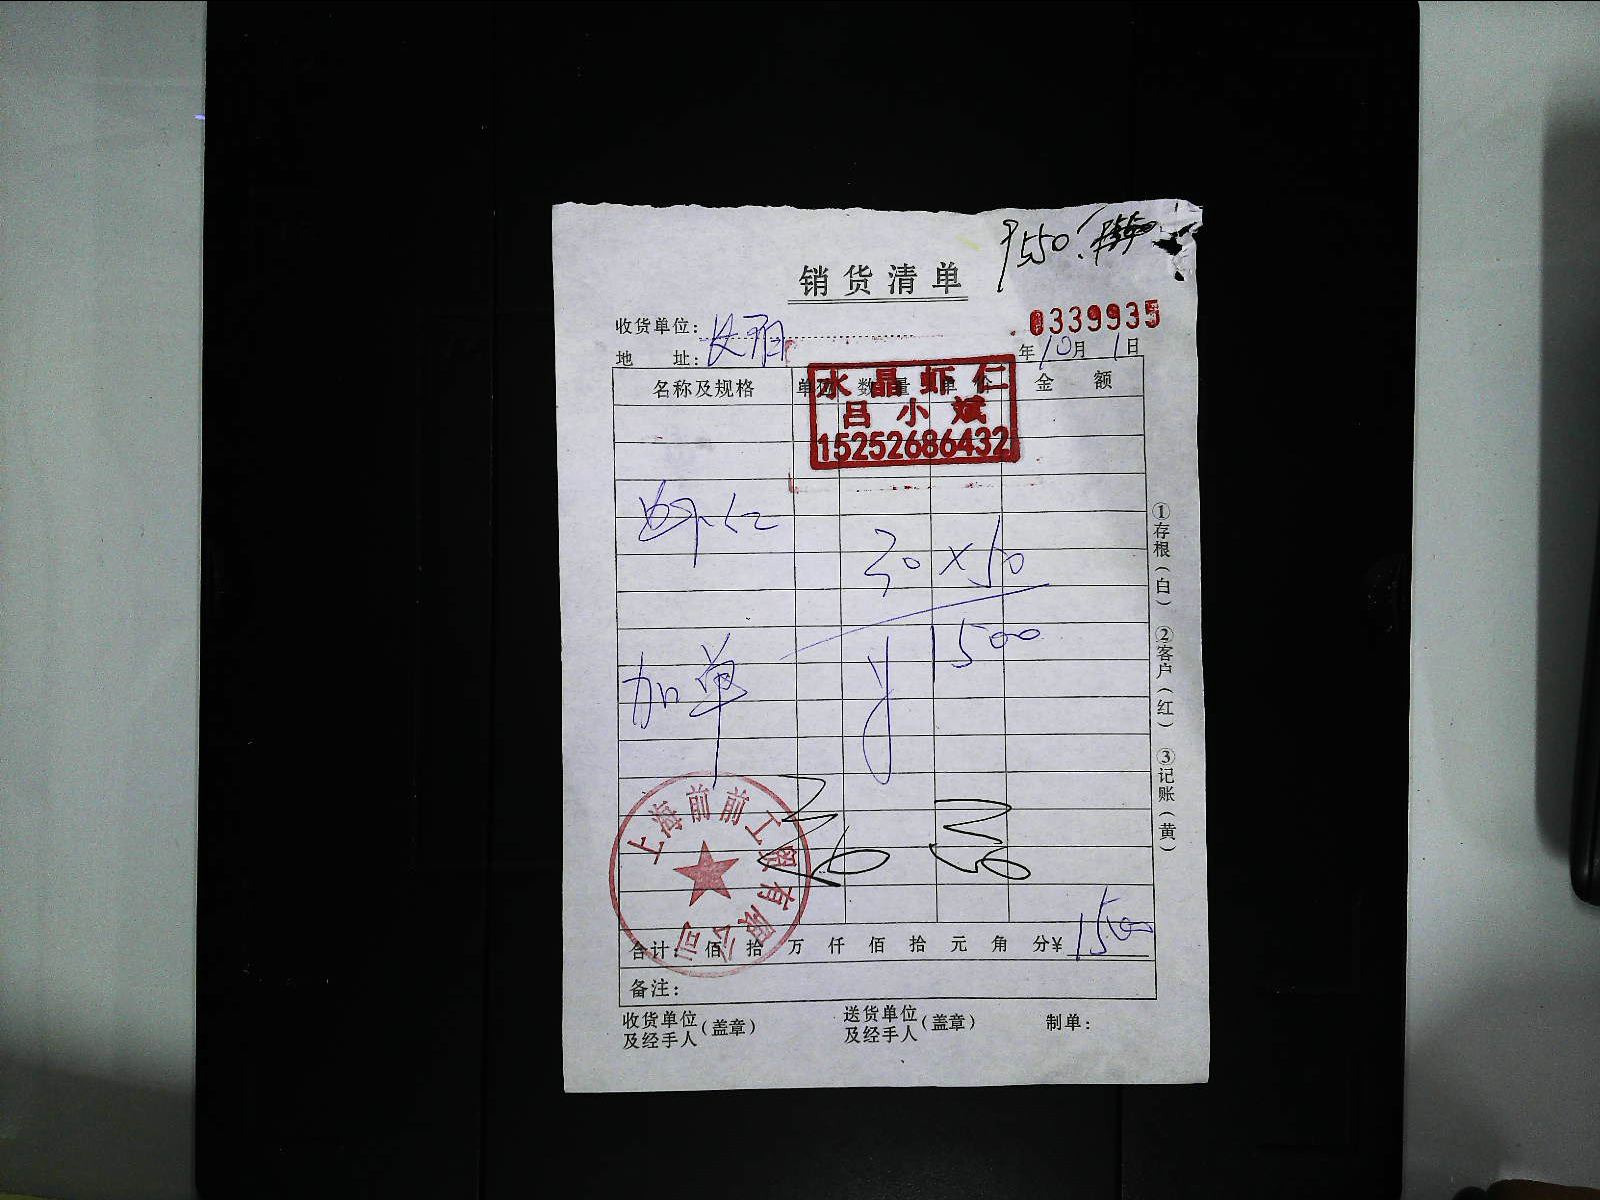 9550.
销货清单
0339935
收货单位:
地 址:
年10月1日
名称及规格 单位 数量 单价 金额
水晶虾仁
吕小斌
15252686432
虾仁
30×50
加单 ¥1500
上海前前工贸有限公司
合计: 佰 拾 万 仟 佰 拾 元 角 分¥ 1500
备注:
收货单位及经手人(盖章) 送货单位及经手人(盖章) 制单:
①存根(白) ②客户(红) ③记账(黄)